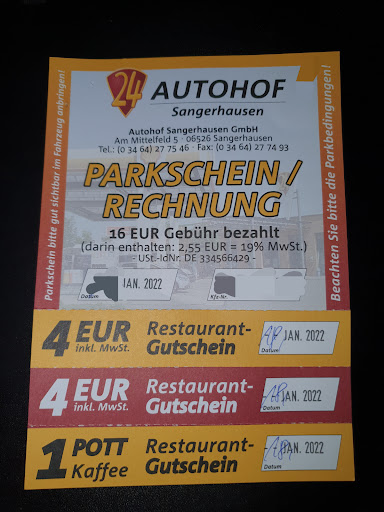 24 AUTOHOF
Sangerhausen
Autohof Sangerhausen GmbH
Am Mittelfeld 5 · 06526 Sangerhausen
Tel.: (0 34 64) 27 75 46 · Fax: (0 34 64) 27 74 93
PARKSCHEIN /
RECHNUNG
16 EUR Gebühr bezahlt
(darin enthalten: 2,55 EUR = 19% MwSt.)
- USt.-IdNr. DE 334566429 -
JAN. 2022
Datum
Kfz-Nr.
Parkschein bitte gut sichtbar im Fahrzeug anbringen!
Beachten Sie bitte die Parkbedingungen!
4 EUR
inkl. MwSt.
Restaurant-
Gutschein
JAN. 2022
Datum
4 EUR
inkl. MwSt.
Restaurant-
Gutschein
JAN. 2022
Datum
1 POTT
Kaffee
Restaurant-
Gutschein
JAN. 2022
Datum